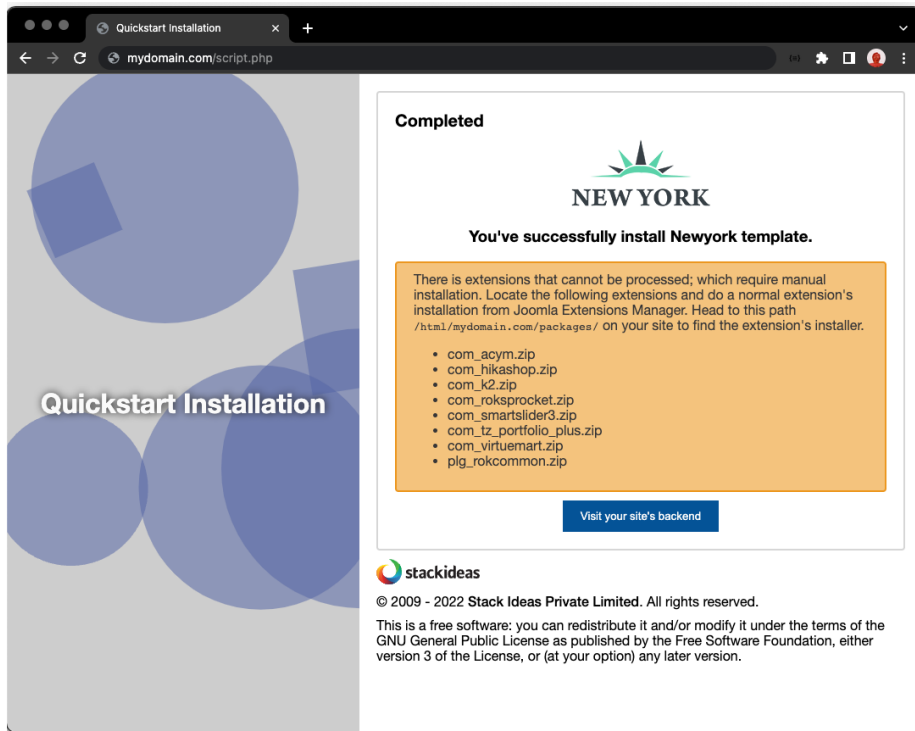 Quickstart Installation
mydomain.com/script.php
Quickstart Installation
Completed
NEW YORK
You've successfully install Newyork template.
There is extensions that cannot be processed; which require manual
installation. Locate the following extensions and do a normal extension's
installation from Joomla Extensions Manager. Head to this path
/html/mydomain.com/packages/ on your site to find the extension's installer.
• com_acym.zip
• com_hikashop.zip
• com_k2.zip
• com_roksprocket.zip
• com_smartslider3.zip
• com_tz_portfolio_plus.zip
• com_virtuemart.zip
• plg_rokcommon.zip
Visit your site's backend
stackideas
© 2009 - 2022 Stack Ideas Private Limited. All rights reserved.
This is a free software: you can redistribute it and/or modify it under the terms of the
GNU General Public License as published by the Free Software Foundation, either
version 3 of the License, or (at your option) any later version.